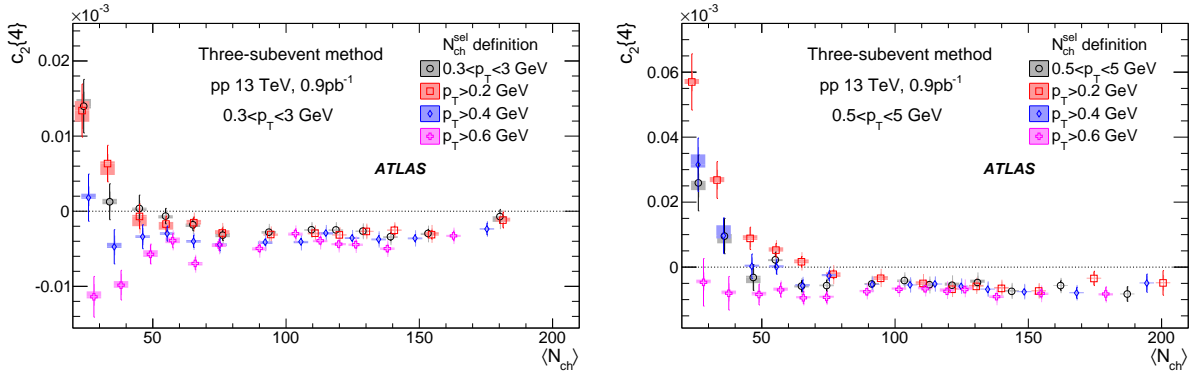 ×10⁻³
c₂{4}
0.02
0.01
0
-0.01
Three-subevent method
pp 13 TeV, 0.9pb⁻¹
0.3<p_T<3 GeV
N_ch^sel definition
0.3<p_T<3 GeV
p_T>0.2 GeV
p_T>0.4 GeV
p_T>0.6 GeV
ATLAS
50 100 150 200
⟨N_ch⟩
×10⁻³
c₂{4}
0.06
0.04
0.02
0
Three-subevent method
pp 13 TeV, 0.9pb⁻¹
0.5<p_T<5 GeV
N_ch^sel definition
0.5<p_T<5 GeV
p_T>0.2 GeV
p_T>0.4 GeV
p_T>0.6 GeV
ATLAS
50 100 150 200
⟨N_ch⟩